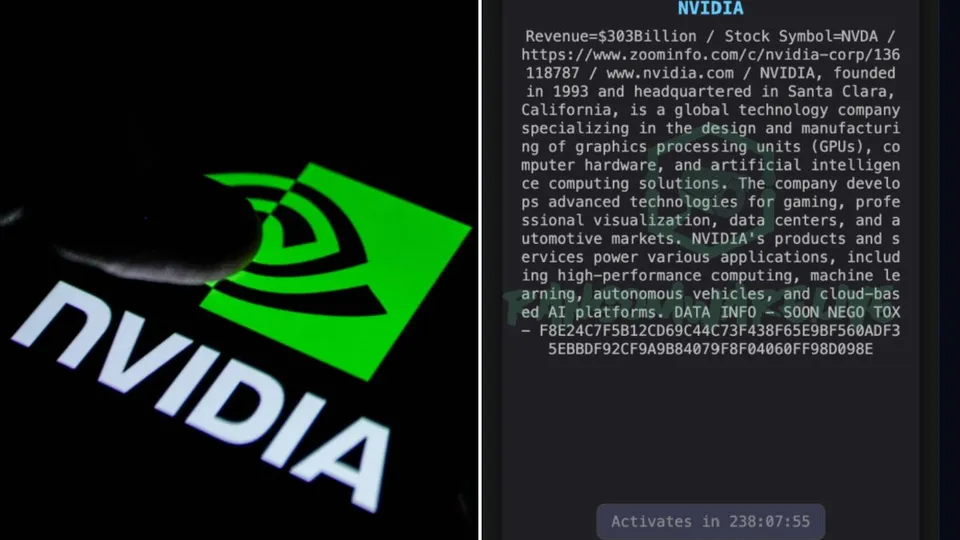 nVIDIA
NVIDIA
Revenue=$303Billion / Stock Symbol=NVDA /
https://www.zoominfo.com/c/nvidia-corp/136
118787 / www.nvidia.com / NVIDIA, founded
in 1993 and headquartered in Santa Clara,
California, is a global technology company
specializing in the design and manufacturi
ng of graphics processing units (GPUs), co
mputer hardware, and artificial intelligen
ce computing solutions. The company develo
ps advanced technologies for gaming, profe
ssional visualization, data centers, and a
utomotive markets. NVIDIA's products and s
ervices power various applications, includ
ing high-performance computing, machine le
arning, autonomous vehicles, and cloud-bas
ed AI platforms. DATA INFO - SOON NEGO TOX
- F8E24C7F5B12CD69C44C73F438F65E9BF560ADF3
5EBBDF92CF9A9B84079F8F04060FF98D098E
Activates in 238:07:55